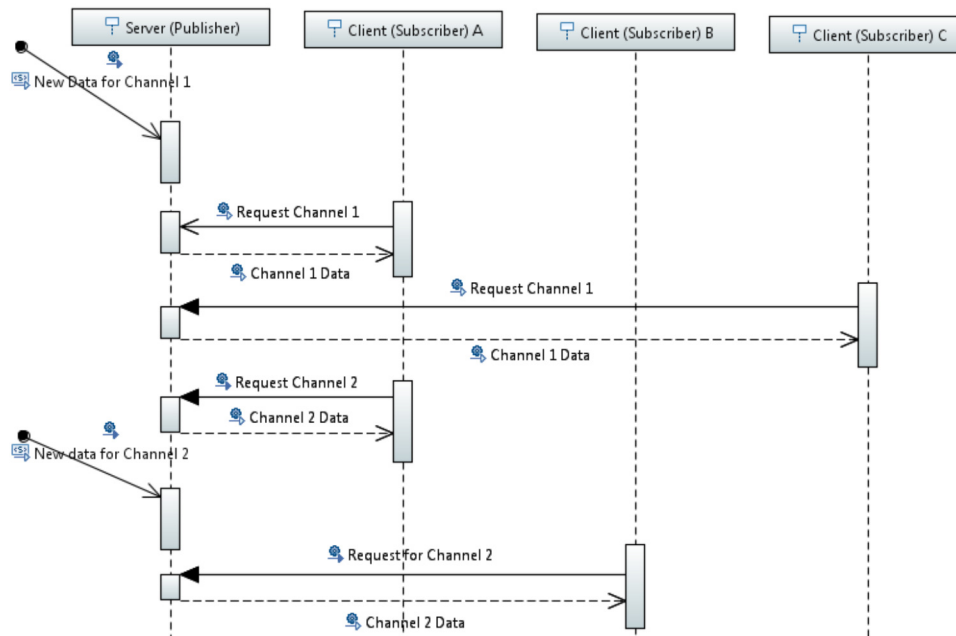 Server (Publisher)
Client (Subscriber) A
Client (Subscriber) B
Client (Subscriber) C
New Data for Channel 1
Request Channel 1
Channel 1 Data
Request Channel 1
Channel 1 Data
Request Channel 2
Channel 2 Data
New data for Channel 2
Request for Channel 2
Channel 2 Data